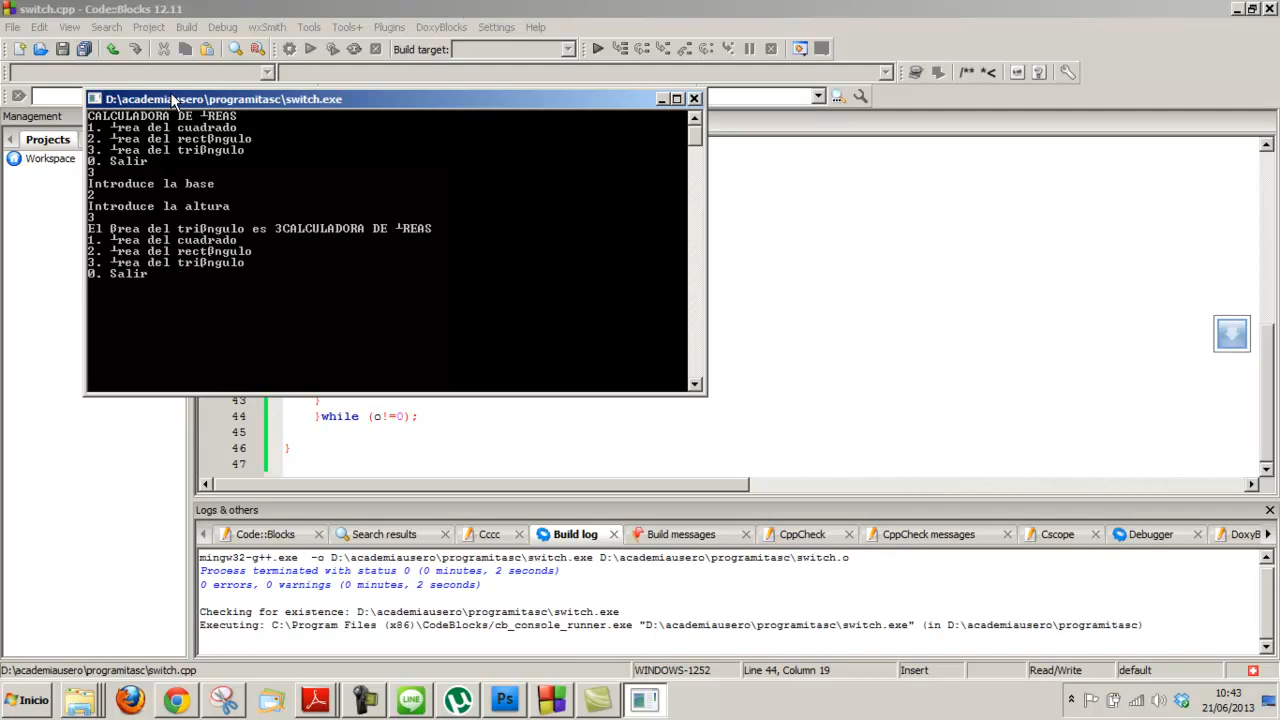 switch.cpp - Code::Blocks 12.11
File Edit View Search Project Build Debug wxSmith Tools Tools+ Plugins DoxyBlocks Settings Help
Build target:
/** *<
D:\academiausero\programitasc\switch.exe
Management
Projects
Workspace
CALCULADORA DE ┴REAS
1. ┴rea del cuadrado
2. ┴rea del rectßngulo
3. ┴rea del trißngulo
0. Salir
3
Introduce la base
2
Introduce la altura
3
El ßrea del trißngulo es 3CALCULADORA DE ┴REAS
1. ┴rea del cuadrado
2. ┴rea del rectßngulo
3. ┴rea del trißngulo
0. Salir
43 }
44 }while (o!=0);
45
46 }
47
Logs & others
Code::Blocks Search results Cccc Build log Build messages CppCheck CppCheck messages Cscope Debugger DoxyB
mingw32-g++.exe -o D:\academiausero\programitasc\switch.exe D:\academiausero\programitasc\switch.o
Process terminated with status 0 (0 minutes, 2 seconds)
0 errors, 0 warnings (0 minutes, 2 seconds)
Checking for existence: D:\academiausero\programitasc\switch.exe
Executing: C:\Program Files (x86)\CodeBlocks/cb_console_runner.exe "D:\academiausero\programitasc\switch.exe" (in D:\academiausero\programitasc)
D:\academiausero\programitasc\switch.cpp WINDOWS-1252 Line 44, Column 19 Insert Read/Write default
Inicio LINE Ps 10:43
21/06/2013